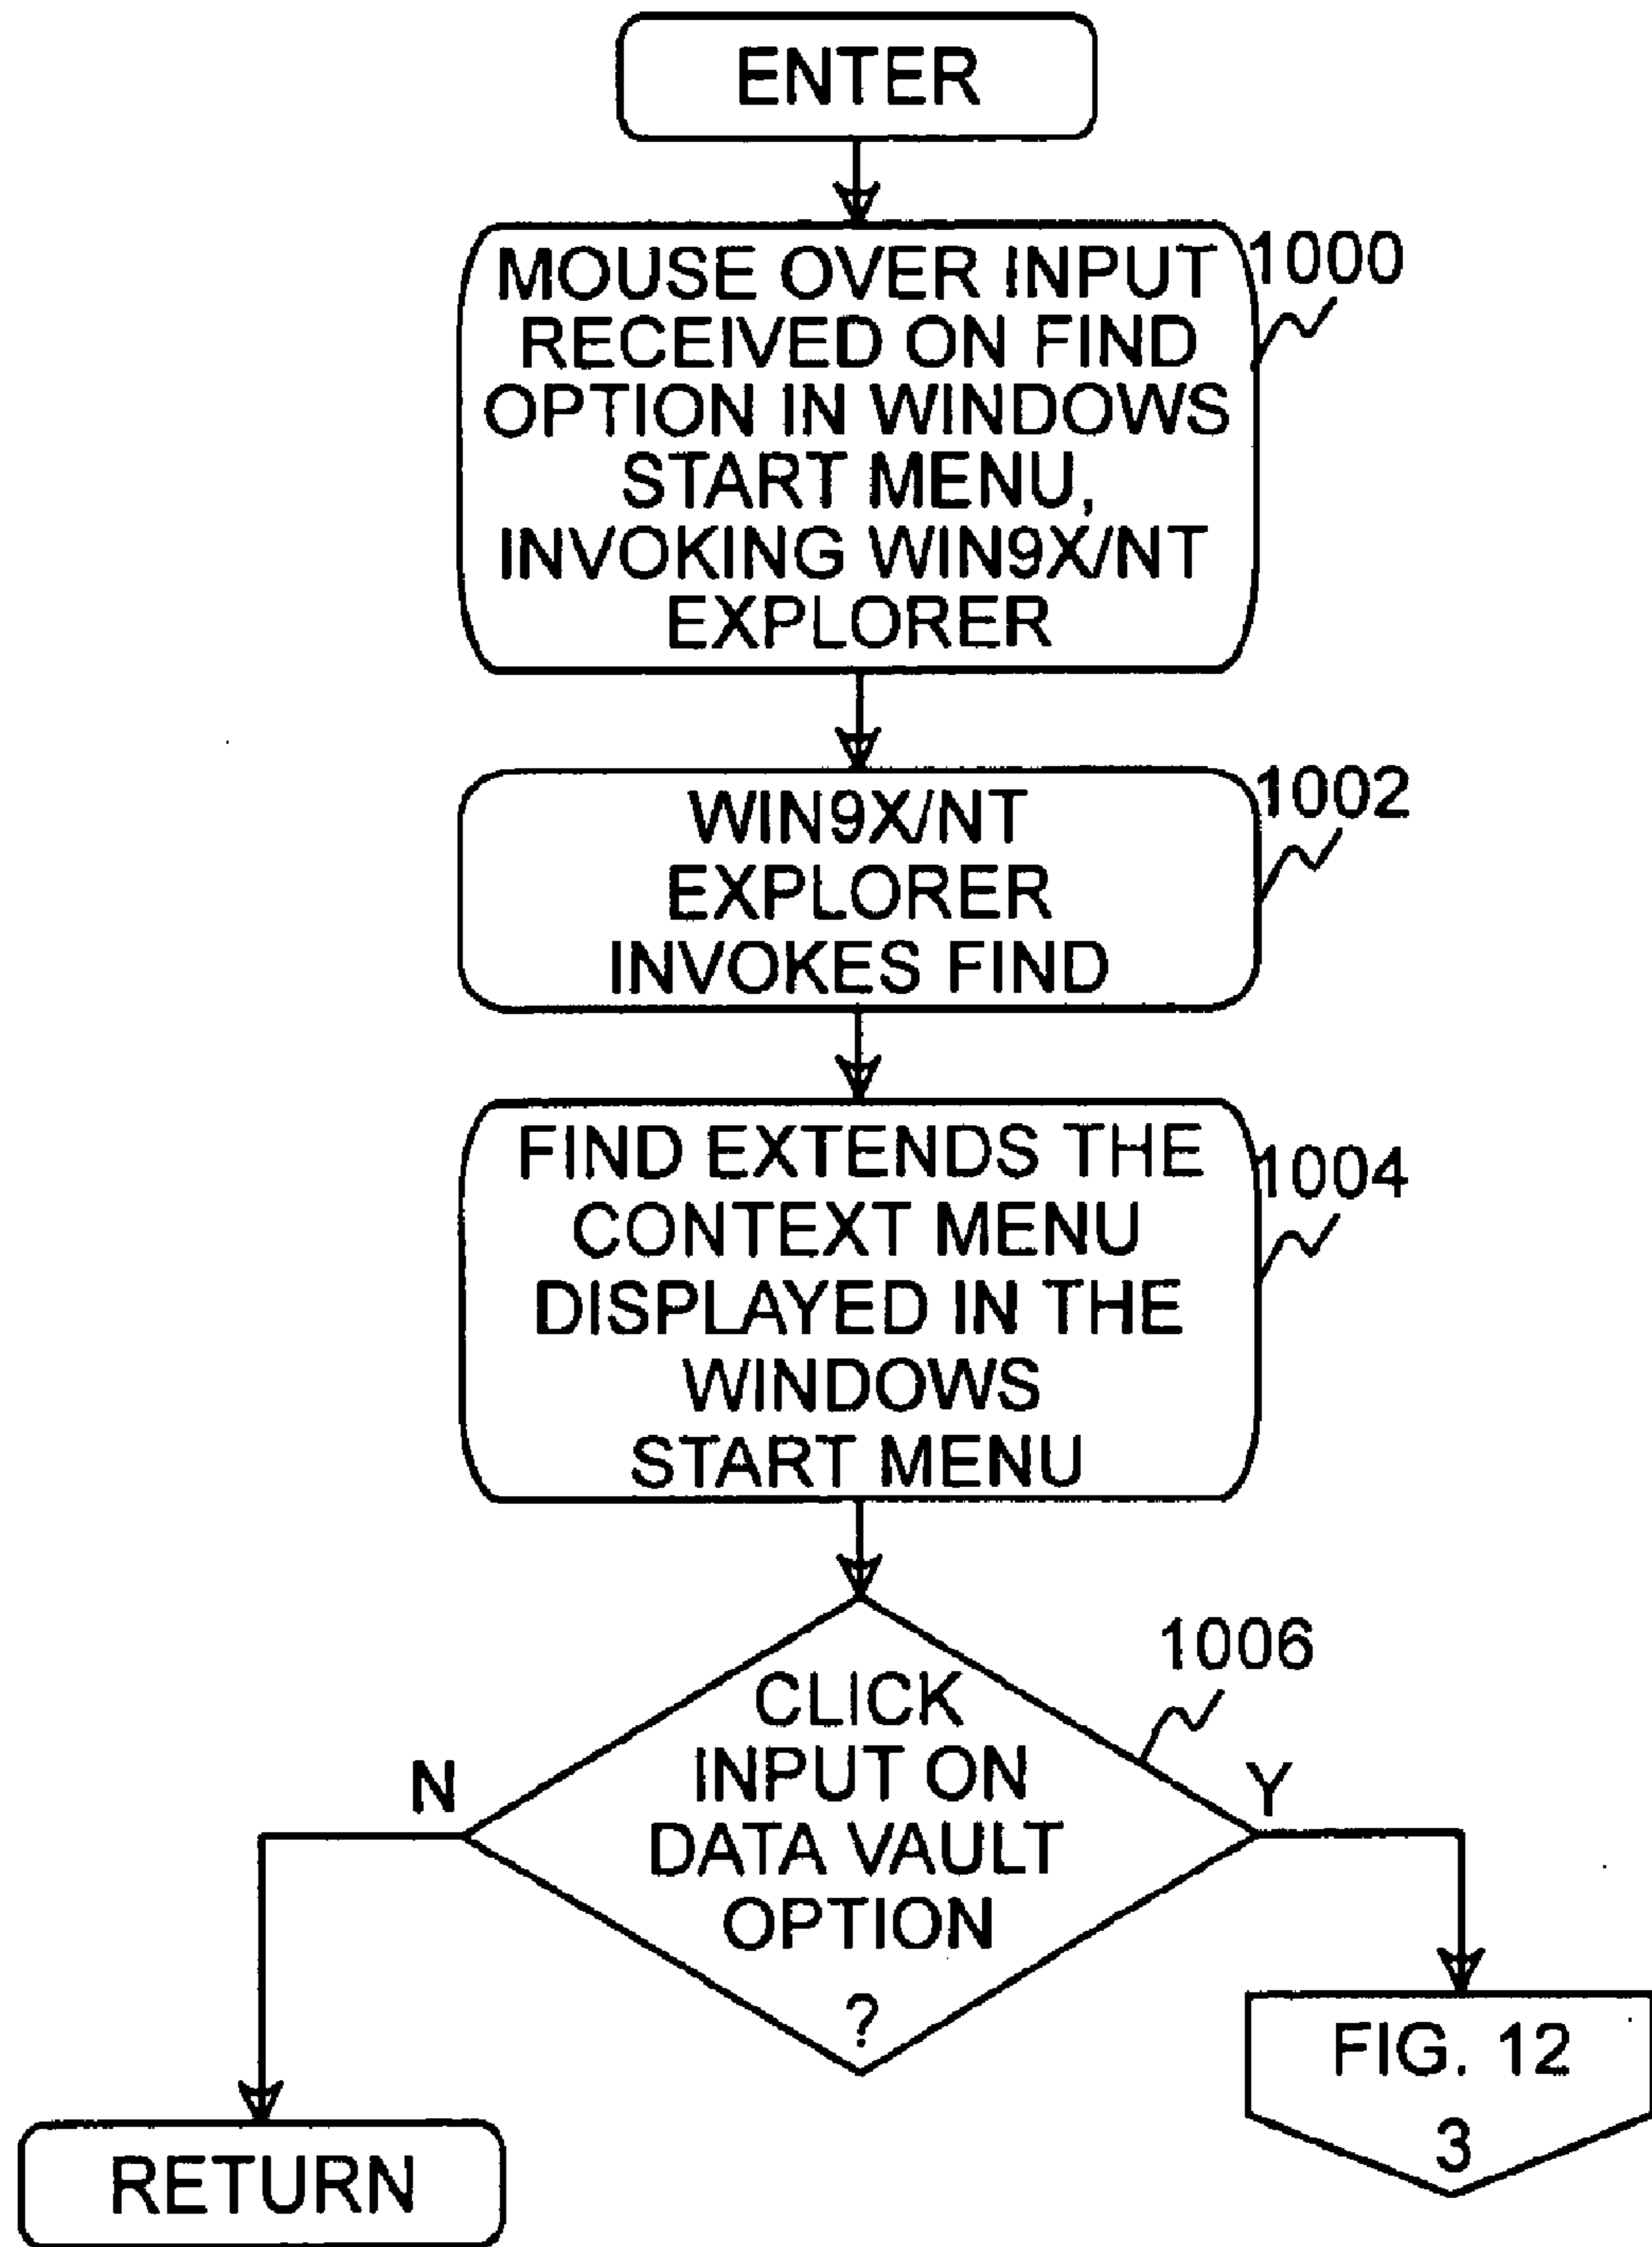 ENTER
MOUSE OVER INPUT
RECEIVED ON FIND
OPTION IN WINDOWS
START MENU,
INVOKING WIN9X/NT
EXPLORER
1000
WIN9X/NT
EXPLORER
INVOKES FIND
1002
FIND EXTENDS THE
CONTEXT MENU
DISPLAYED IN THE
WINDOWS
START MENU
1004
CLICK
INPUT ON
DATA VAULT
OPTION
?
1006
N
Y
RETURN
FIG. 12
3